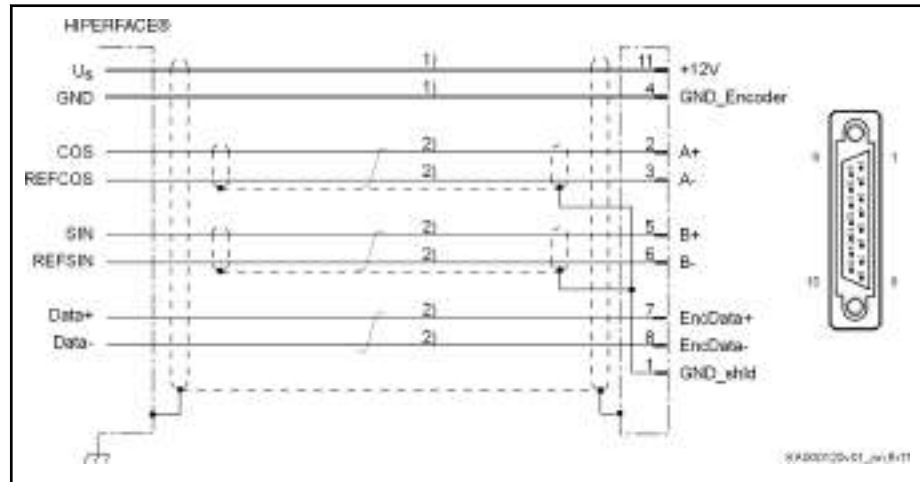 HIPERFACE®
Us 1) 11 +12V
GND 1) 4 GND_Encoder
COS 2) 2 A+
REFCOS 2) 3 A-
SIN 2) 5 B+
REFSIN 2) 6 B-
Data+ 2) 7 EncData+
Data- 2) 8 EncData-
1 GND_shld
9 1
15 8